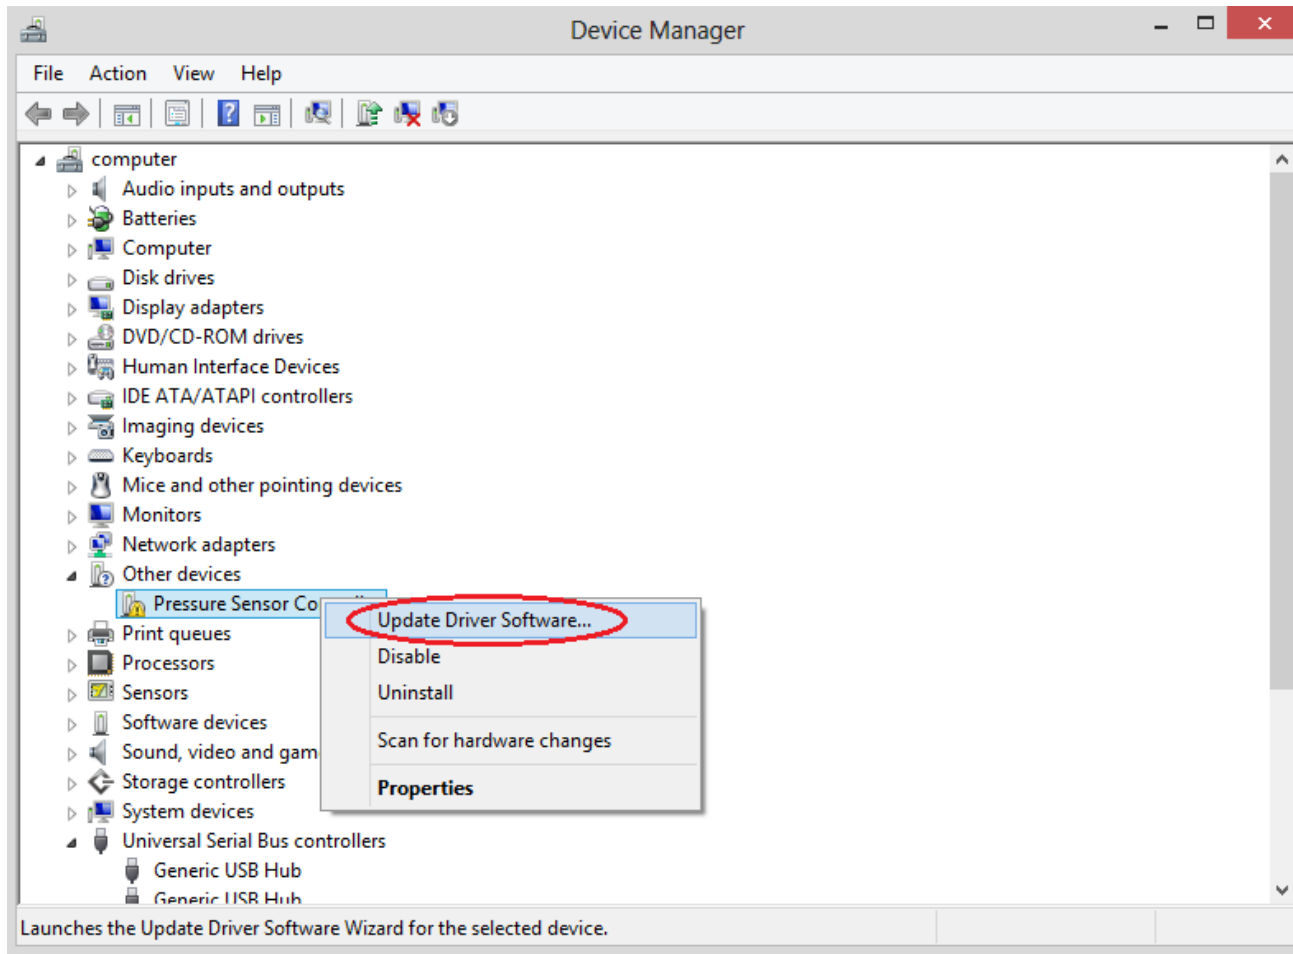 Device Manager
File Action View Help
computer
Audio inputs and outputs
Batteries
Computer
Disk drives
Display adapters
DVD/CD-ROM drives
Human Interface Devices
IDE ATA/ATAPI controllers
Imaging devices
Keyboards
Mice and other pointing devices
Monitors
Network adapters
Other devices
Pressure Sensor Co
Print queues
Processors
Sensors
Software devices
Sound, video and gam
Storage controllers
System devices
Universal Serial Bus controllers
Generic USB Hub
Generic USB Hub
Update Driver Software...
Disable
Uninstall
Scan for hardware changes
Properties
Launches the Update Driver Software Wizard for the selected device.